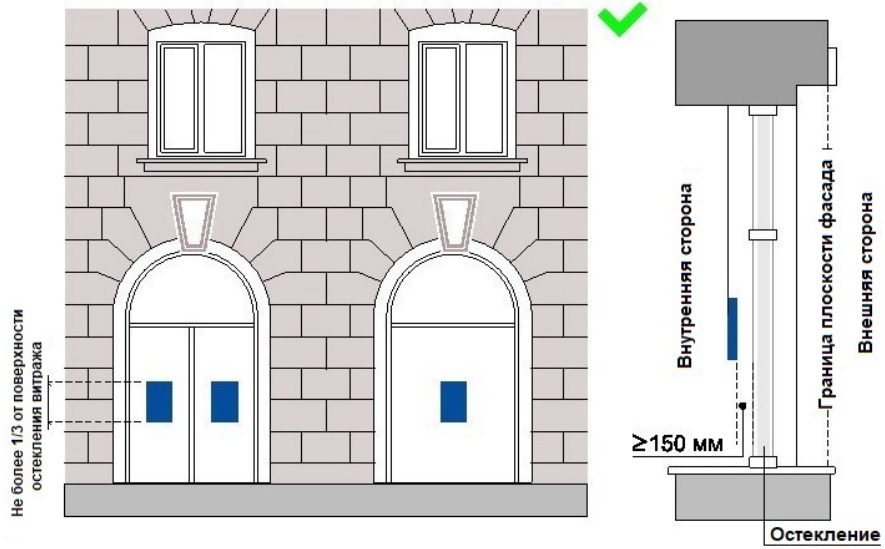 Не более 1/3 от поверхности
остекления витража
Внутренняя сторона
Граница плоскости фасада
Внешняя сторона
≥150 мм
Остекление